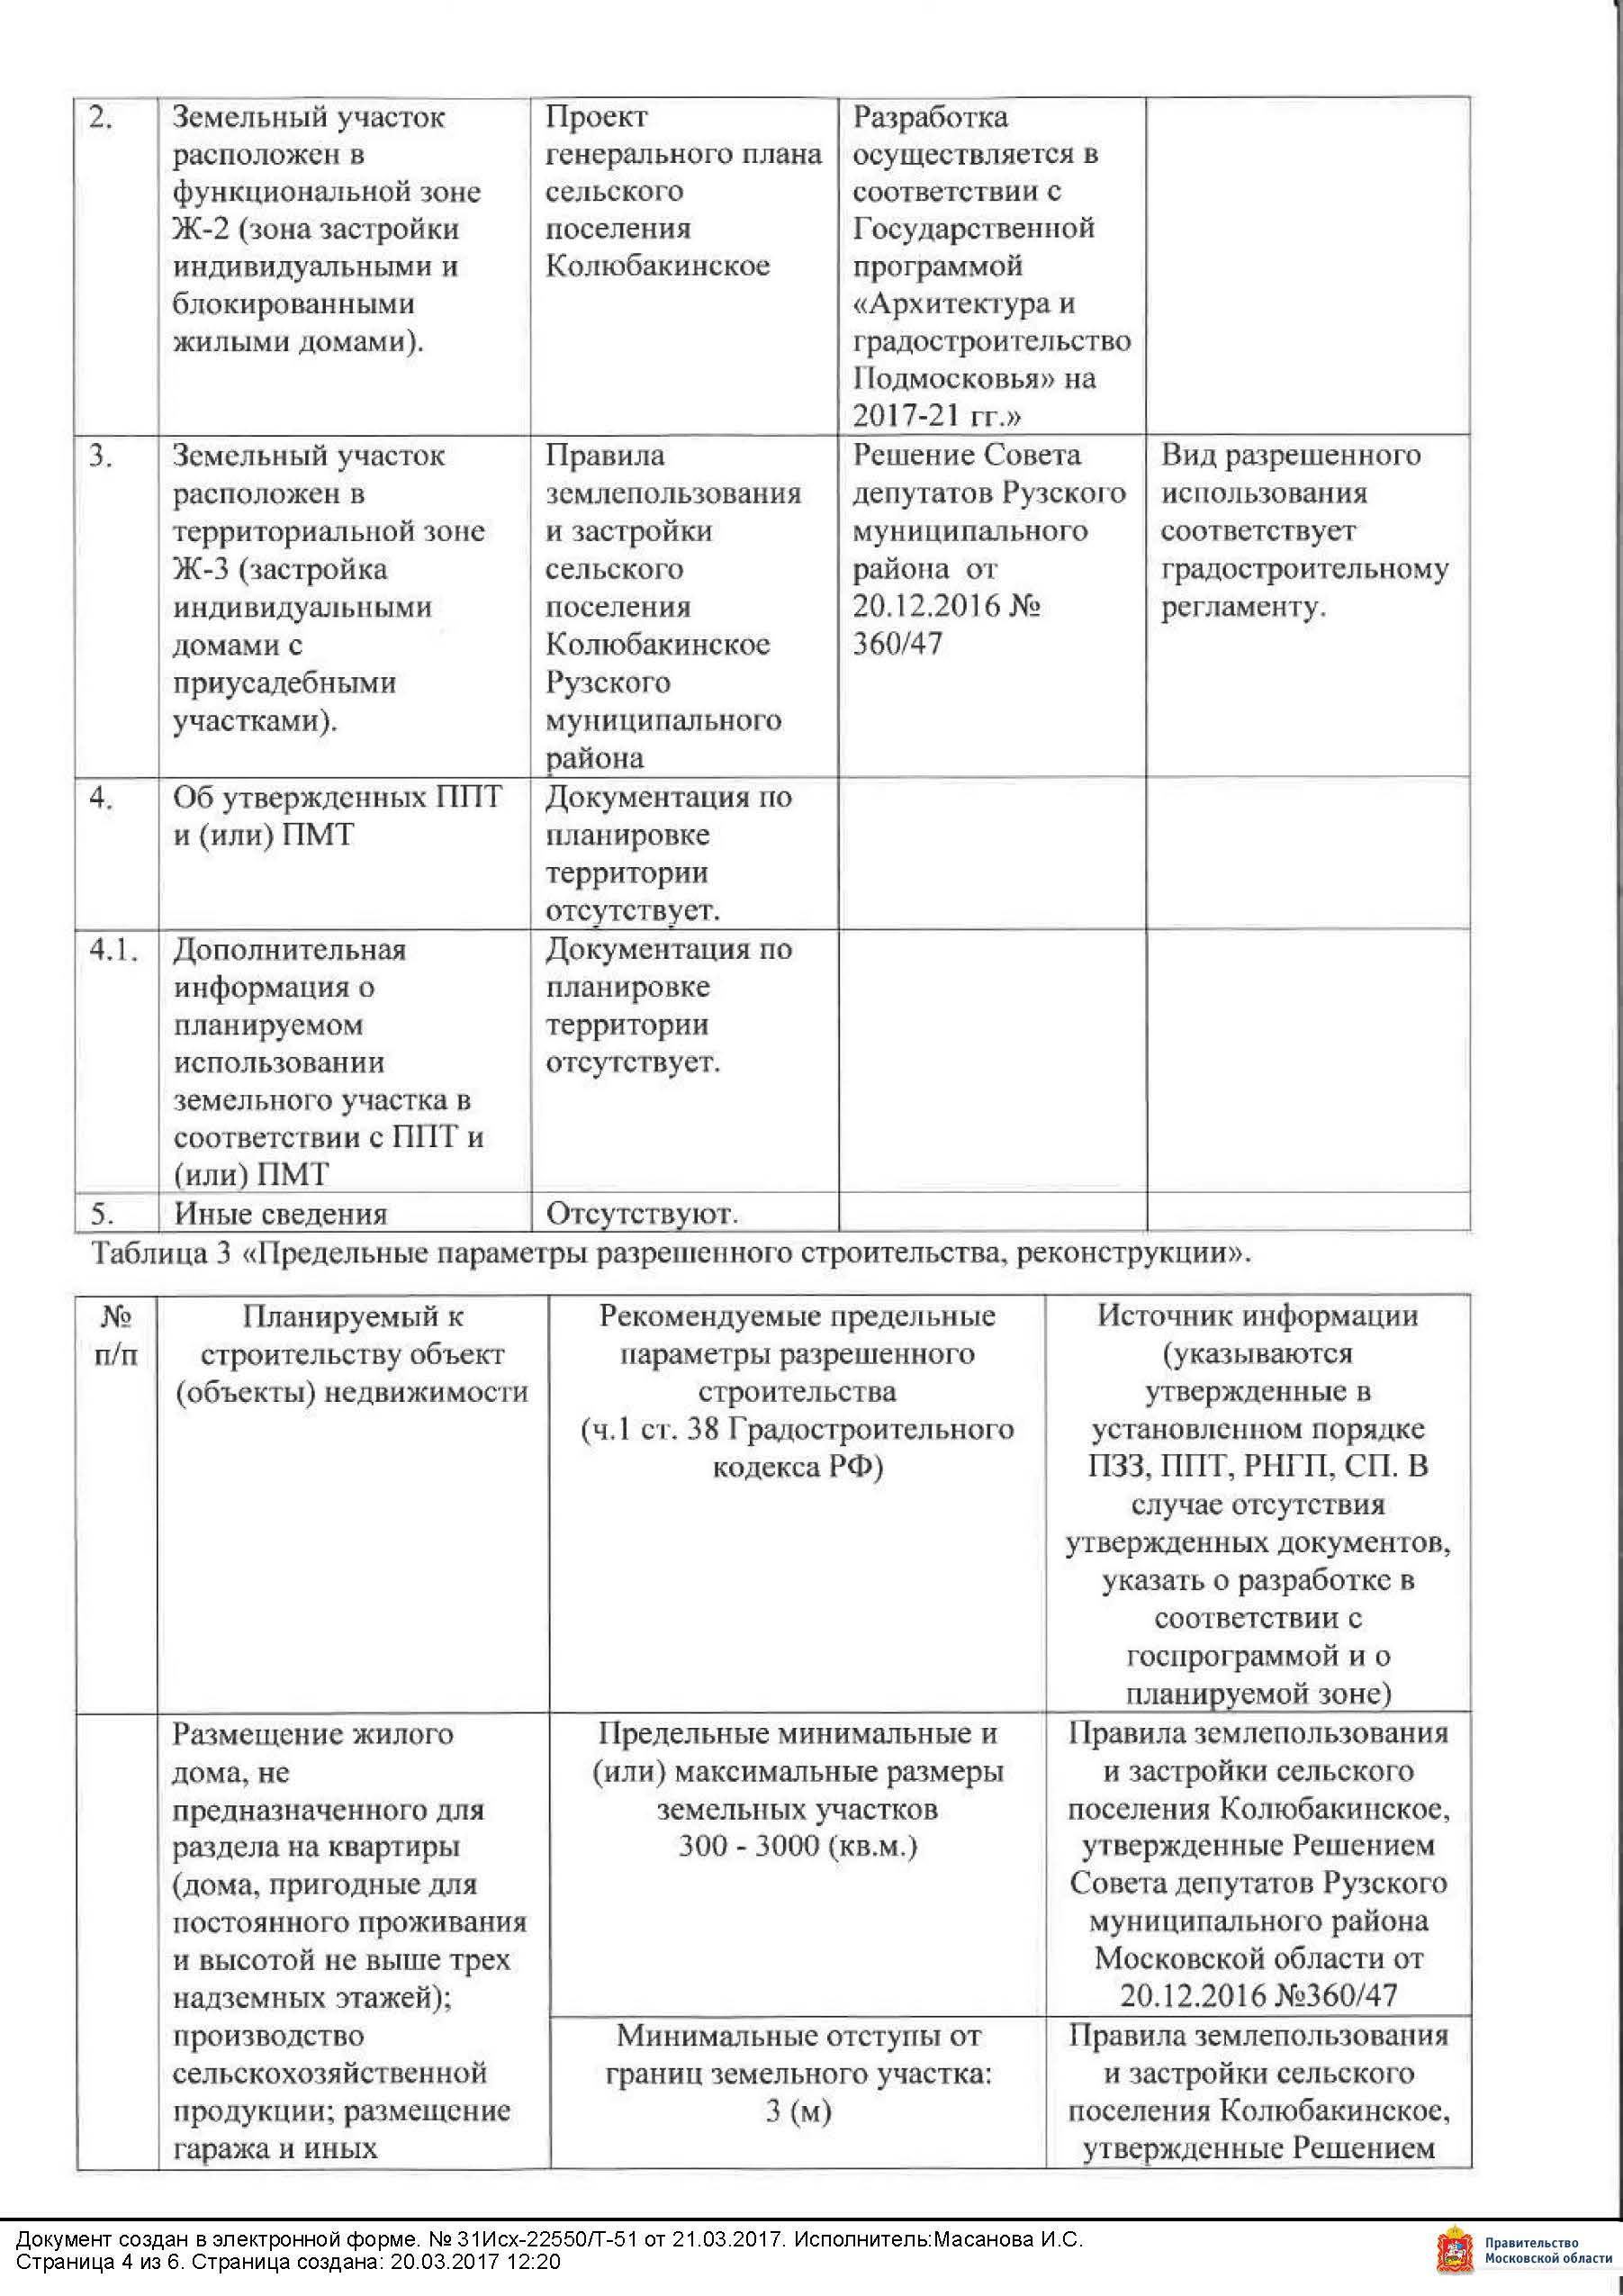 2.
Земельный участок
расположен в
функциональной зоне
Ж-2 (зона застройки
индивидуальными и
блокированными
жилыми домами).
Проект
генерального плана
сельского
поселения
Колюбакинское
Разработка
осуществляется в
соответствии с
Государственной
программой
«Архитектура и
градостроительство
Подмосковья» на
2017-21 гг.»
3.
Земельный участок
расположен в
территориальной зоне
Ж-3 (застройка
индивидуальными
домами с
приусадебными
участками).
Правила
землепользования
и застройки
сельского
поселения
Колюбакинское
Рузского
муниципального
района
Решение Совета
депутатов Рузского
муниципального
района от
20.12.2016 №
360/47
Вид разрешенного
использования
соответствует
градостроительному
регламенту.
4.
Об утвержденных ППТ
и (или) ПМТ
Документация по
планировке
территории
отсутствует.
4.1.
Дополнительная
информация о
планируемом
использовании
земельного участка в
соответствии с ППТ и
(или) ПМТ
Документация по
планировке
территории
отсутствует.
5.
Иные сведения
Отсутствуют.
Таблица 3 «Предельные параметры разрешенного строительства, реконструкции».
№
п/п
Планируемый к
строительству объект
(объекты) недвижимости
Рекомендуемые предельные
параметры разрешенного
строительства
(ч.1 ст. 38 Градостроительного
кодекса РФ)
Источник информации
(указываются
утвержденные в
установленном порядке
ПЗЗ, ППТ, РНГП, СП. В
случае отсутствия
утвержденных документов,
указать о разработке в
соответствии с
госпрограммой и о
планируемой зоне)
Размещение жилого
дома, не
предназначенного для
раздела на квартиры
(дома, пригодные для
постоянного проживания
и высотой не выше трех
надземных этажей);
производство
сельскохозяйственной
продукции; размещение
гаража и иных
Предельные минимальные и
(или) максимальные размеры
земельных участков
300 - 3000 (кв.м.)
Правила землепользования
и застройки сельского
поселения Колюбакинское,
утвержденные Решением
Совета депутатов Рузского
муниципального района
Московской области от
20.12.2016 №360/47
Минимальные отступы от
границ земельного участка:
3 (м)
Правила землепользования
и застройки сельского
поселения Колюбакинское,
утвержденные Решением
Документ создан в электронной форме. № 31Исх-22550/Т-51 от 21.03.2017. Исполнитель:Масанова И.С.
Страница 4 из 6. Страница создана: 20.03.2017 12:20
Правительство
Московской области